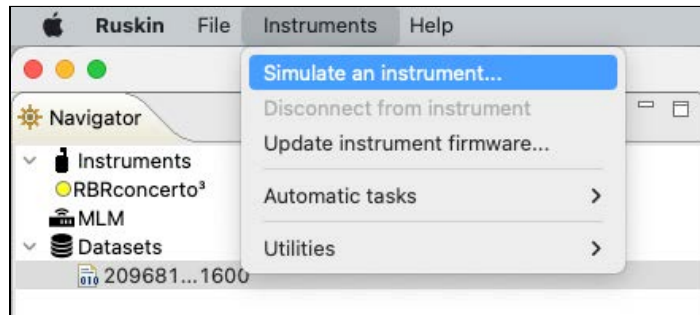 Ruskin File Instruments Help
Simulate an instrument...
Disconnect from instrument
Update instrument firmware...
Automatic tasks
Utilities
Navigator
Instruments
RBRconcerto³
MLM
Datasets
209681...1600